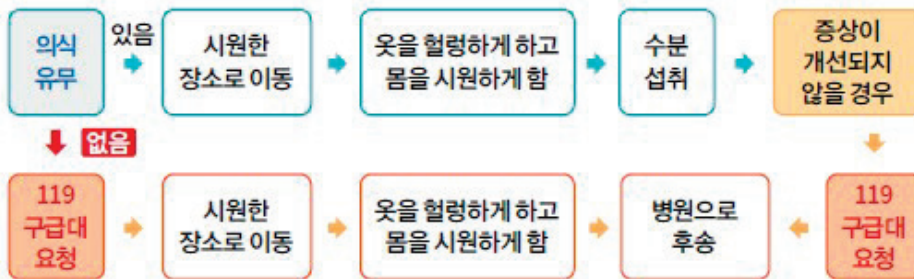 의식
유무
있음
시원한
장소로 이동
옷을 헐렁하게 하고
몸을 시원하게 함
수분
섭취
증상이
개선되지
않을 경우
없음
119
구급대
요청
시원한
장소로 이동
옷을 헐렁하게 하고
몸을 시원하게 함
병원으로
후송
119
구급대
요청